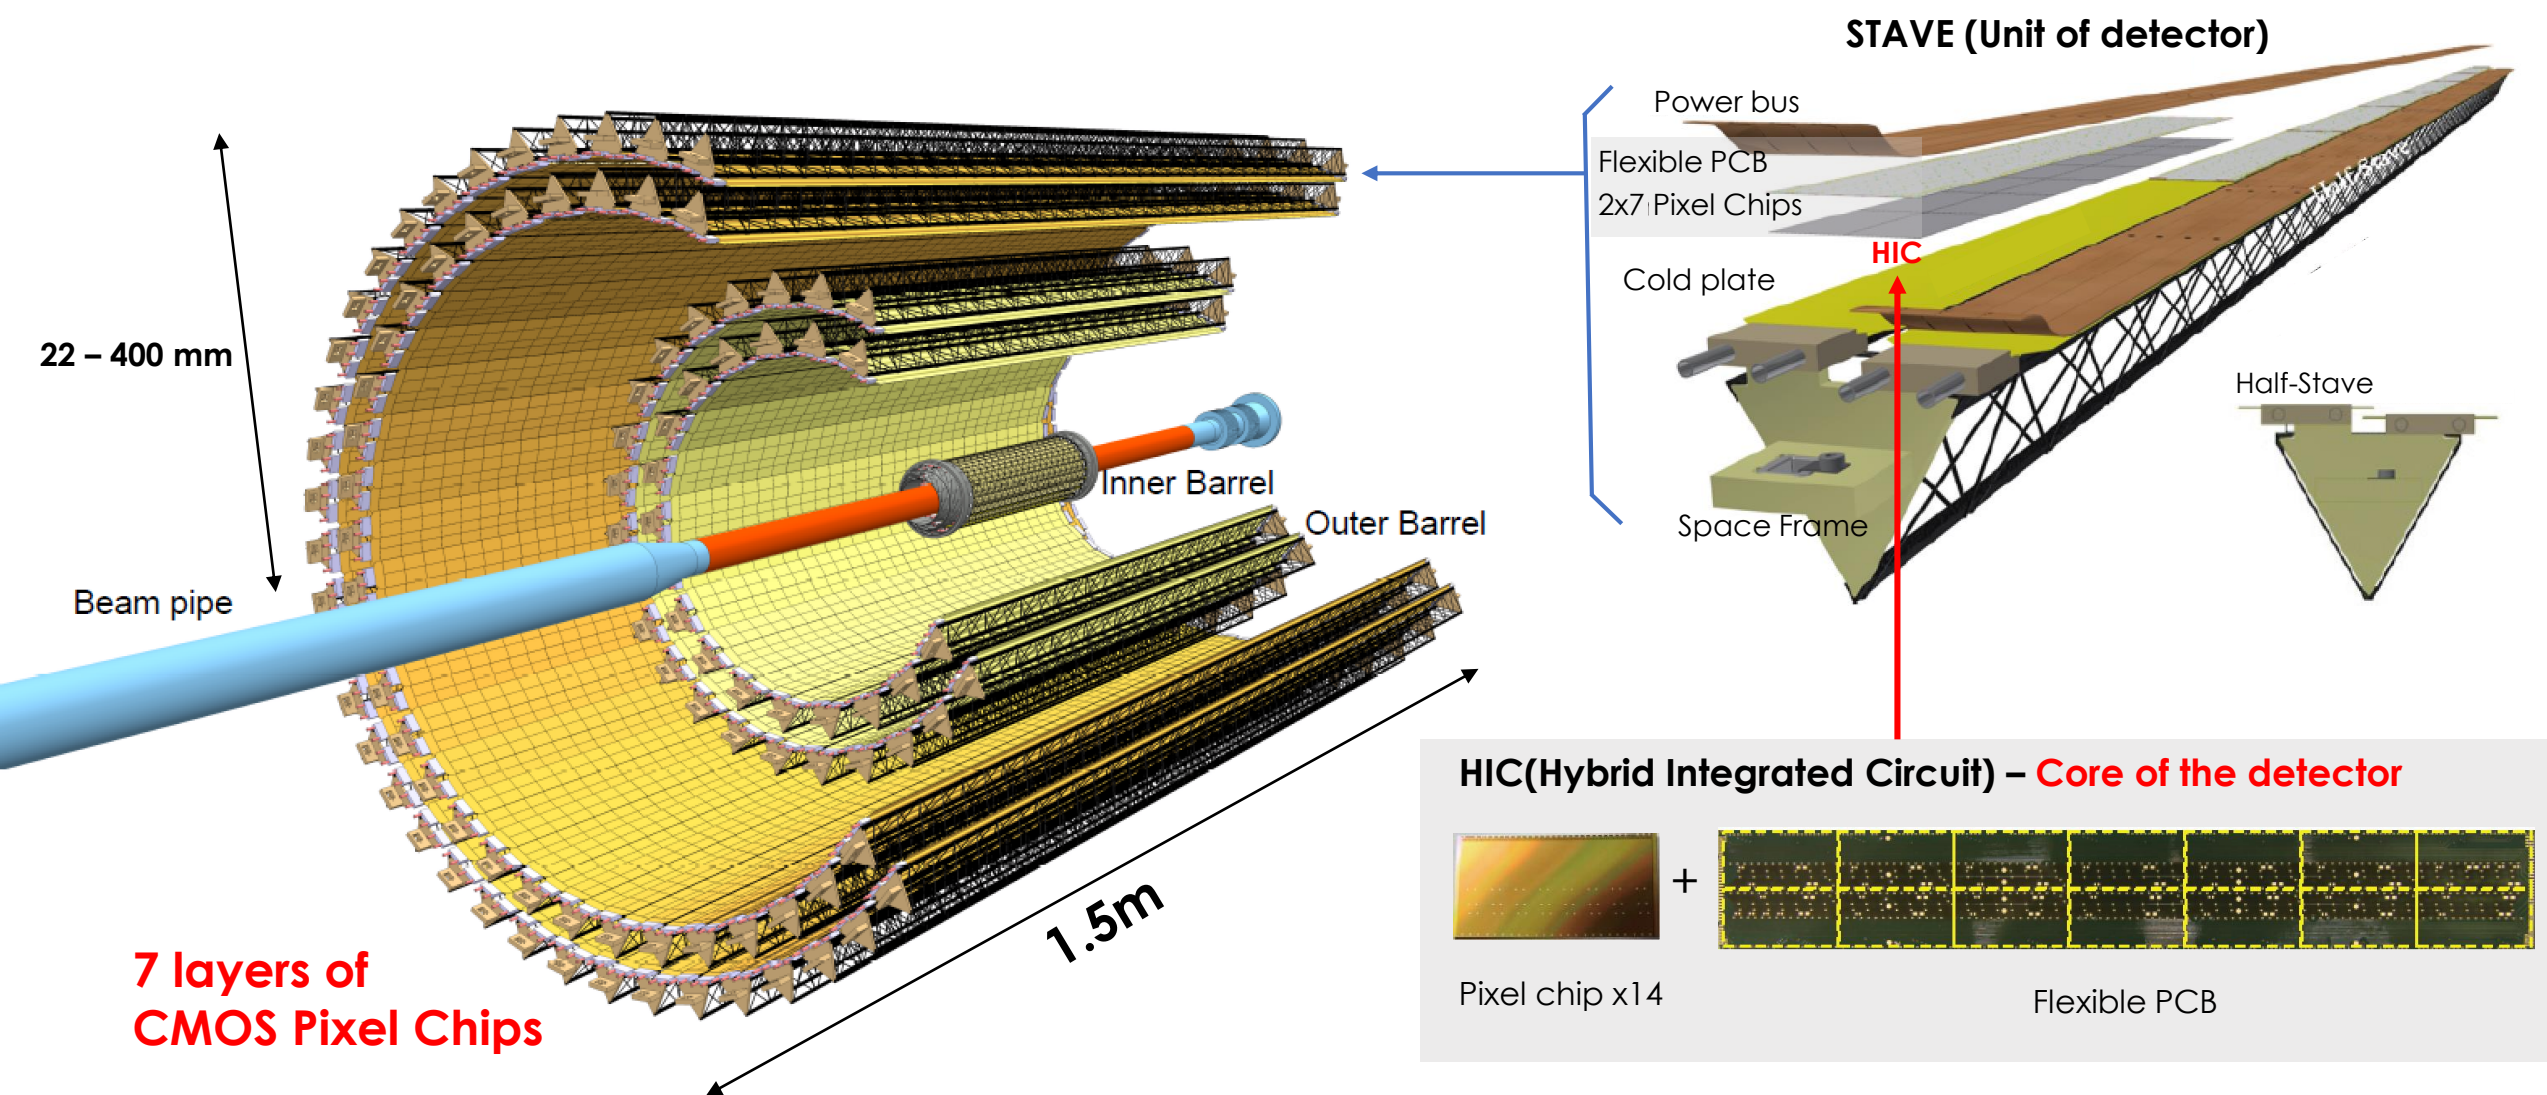 STAVE (Unit of detector)
Power bus
Flexible PCB
2x7 Pixel Chips
HIC
Cold plate
22 – 400 mm
Half-Stave
Inner Barrel
Outer Barrel
Space Frame
Beam pipe
HIC(Hybrid Integrated Circuit) – Core of the detector
+
1.5m
7 layers of
CMOS Pixel Chips
Pixel chip x14
Flexible PCB